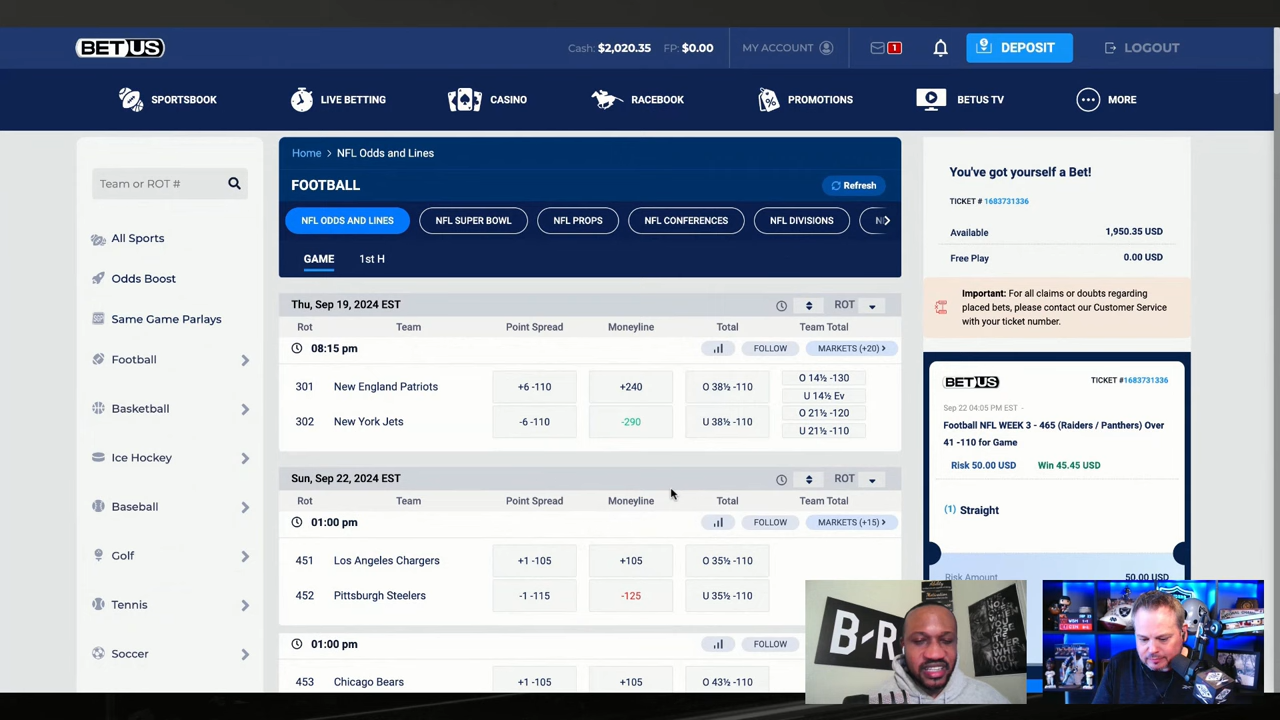 BETUS
Cash: $2,020.35 FP: $0.00 MY ACCOUNT 1 DEPOSIT LOGOUT
SPORTSBOOK LIVE BETTING CASINO RACEBOOK PROMOTIONS BETUS TV MORE
Team or ROT #
All Sports
Odds Boost
Same Game Parlays
Football
Basketball
Ice Hockey
Baseball
Golf
Tennis
Soccer
Home > NFL Odds and Lines
FOOTBALL Refresh
NFL ODDS AND LINES NFL SUPER BOWL NFL PROPS NFL CONFERENCES NFL DIVISIONS
GAME 1st H
Thu, Sep 19, 2024 EST ROT
Rot Team Point Spread Moneyline Total Team Total
08:15 pm FOLLOW MARKETS (+20) >
301 New England Patriots +6 -110 +240 O 38½ -110 O 14½ -130
U 14½ Ev
302 New York Jets -6 -110 -290 U 38½ -110 O 21½ -120
U 21½ -110
Sun, Sep 22, 2024 EST ROT
Rot Team Point Spread Moneyline Total Team Total
01:00 pm FOLLOW MARKETS (+15) >
451 Los Angeles Chargers +1 -105 +105 O 35½ -110
452 Pittsburgh Steelers -1 -115 -125 U 35½ -110
01:00 pm FOLLOW
453 Chicago Bears +1 -105 +105 O 43½ -110
You've got yourself a Bet!
TICKET # 1683731336
Available 1,950.35 USD
Free Play 0.00 USD
Important: For all claims or doubts regarding
placed bets, please contact our Customer Service
with your ticket number.
BETUS TICKET #1683731336
Sep 22 04:05 PM EST -
Football NFL WEEK 3 - 465 (Raiders / Panthers) Over
41 -110 for Game
Risk 50.00 USD Win 45.45 USD
(1) Straight
Risk Amount 50.00 USD
B-R